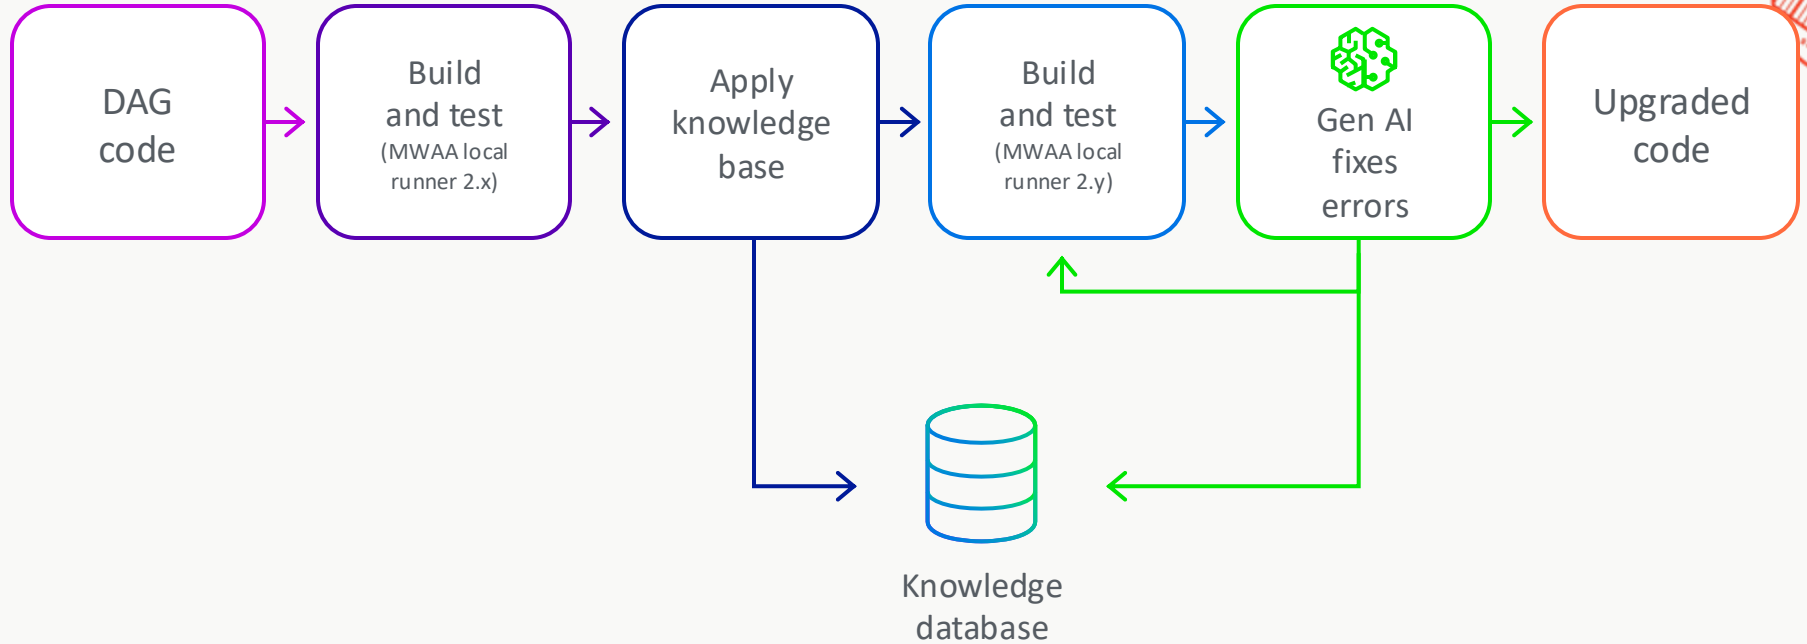 DAG
code
Build
and test
(MWAA local
runner 2.x)
Apply
knowledge
base
Build
and test
(MWAA local
runner 2.y)
Gen AI
fixes
errors
Upgraded
code
Knowledge
database